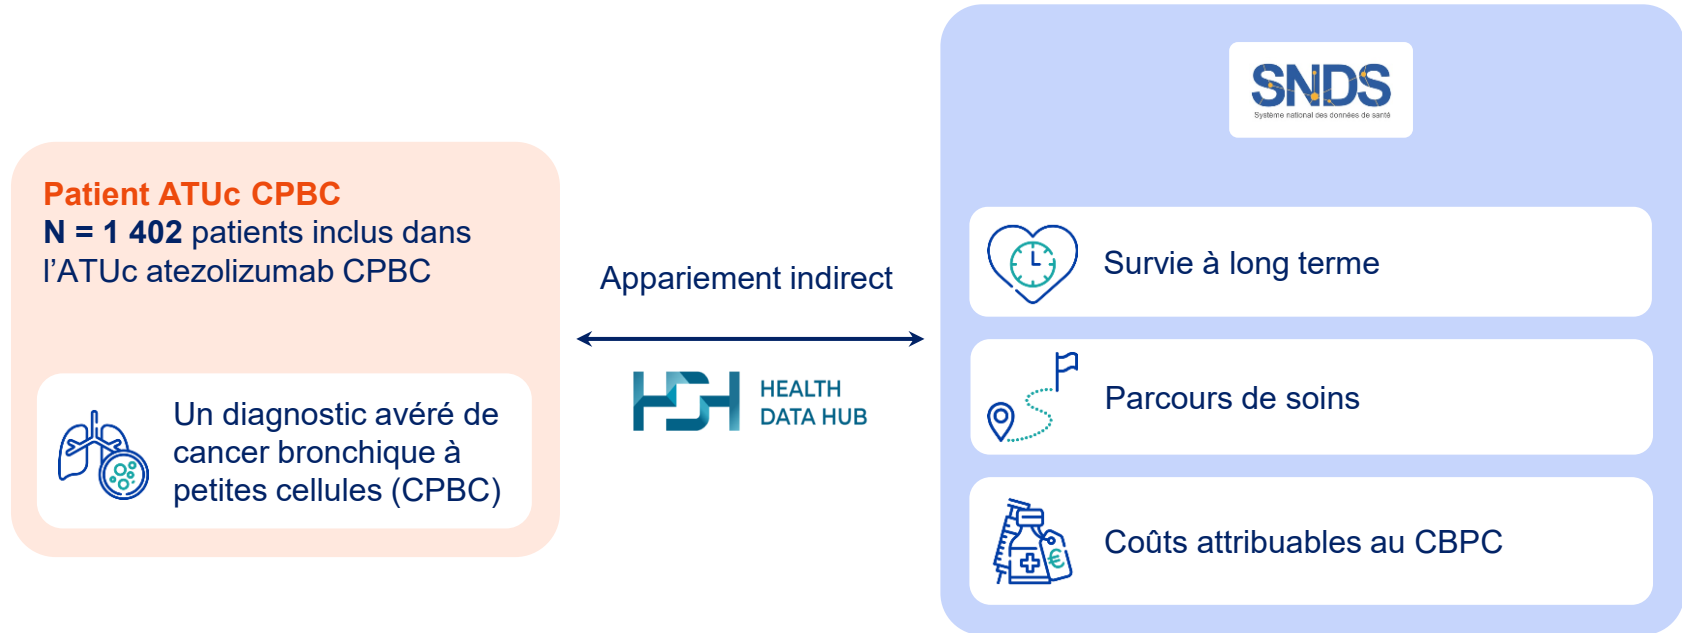 Patient ATUc CPBC
N = 1 402 patients inclus dans
l’ATUc atezolizumab CPBC
Un diagnostic avéré de
cancer bronchique à
petites cellules (CPBC)
Appariement indirect
HDH HEALTH
DATA HUB
SNDS
Système national des données de santé
Survie à long terme
Parcours de soins
Coûts attribuables au CBPC
€